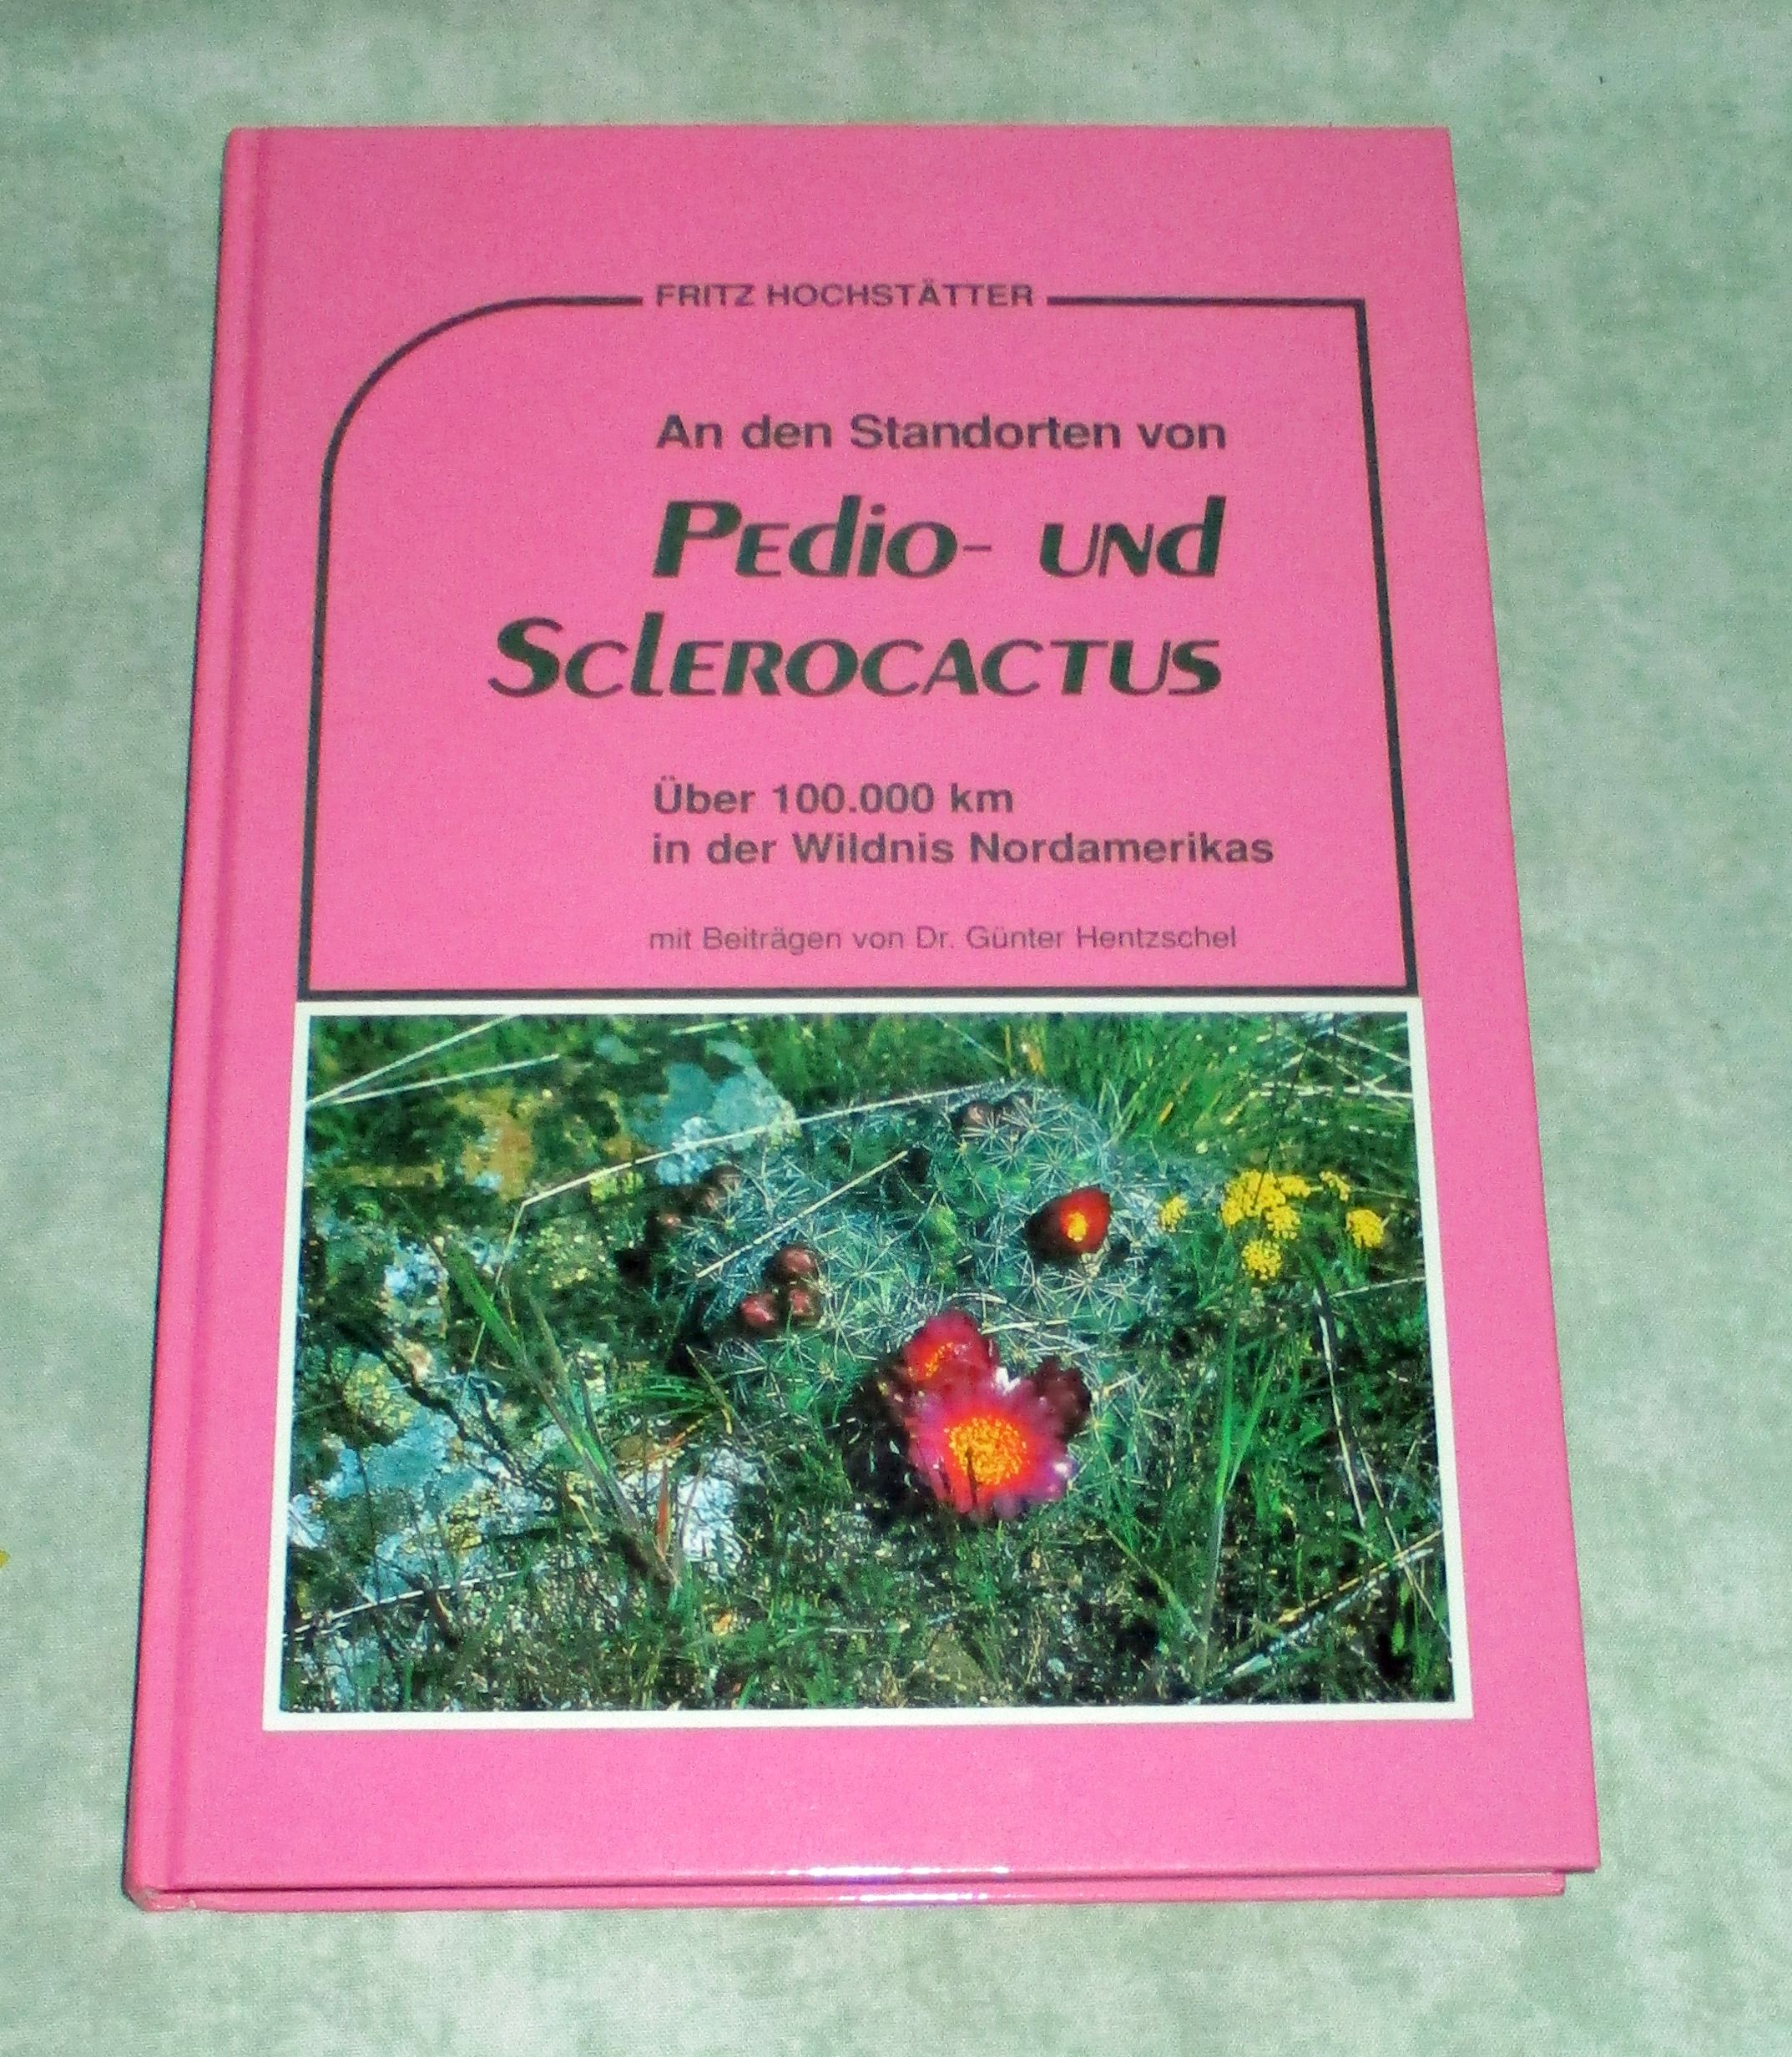 FRITZ HOCHSTÄTTER
An den Standorten von
Pedio- und
Sclerocactus
Über 100.000 km
in der Wildnis Nordamerikas
mit Beiträgen von Dr. Günter Hentzschel